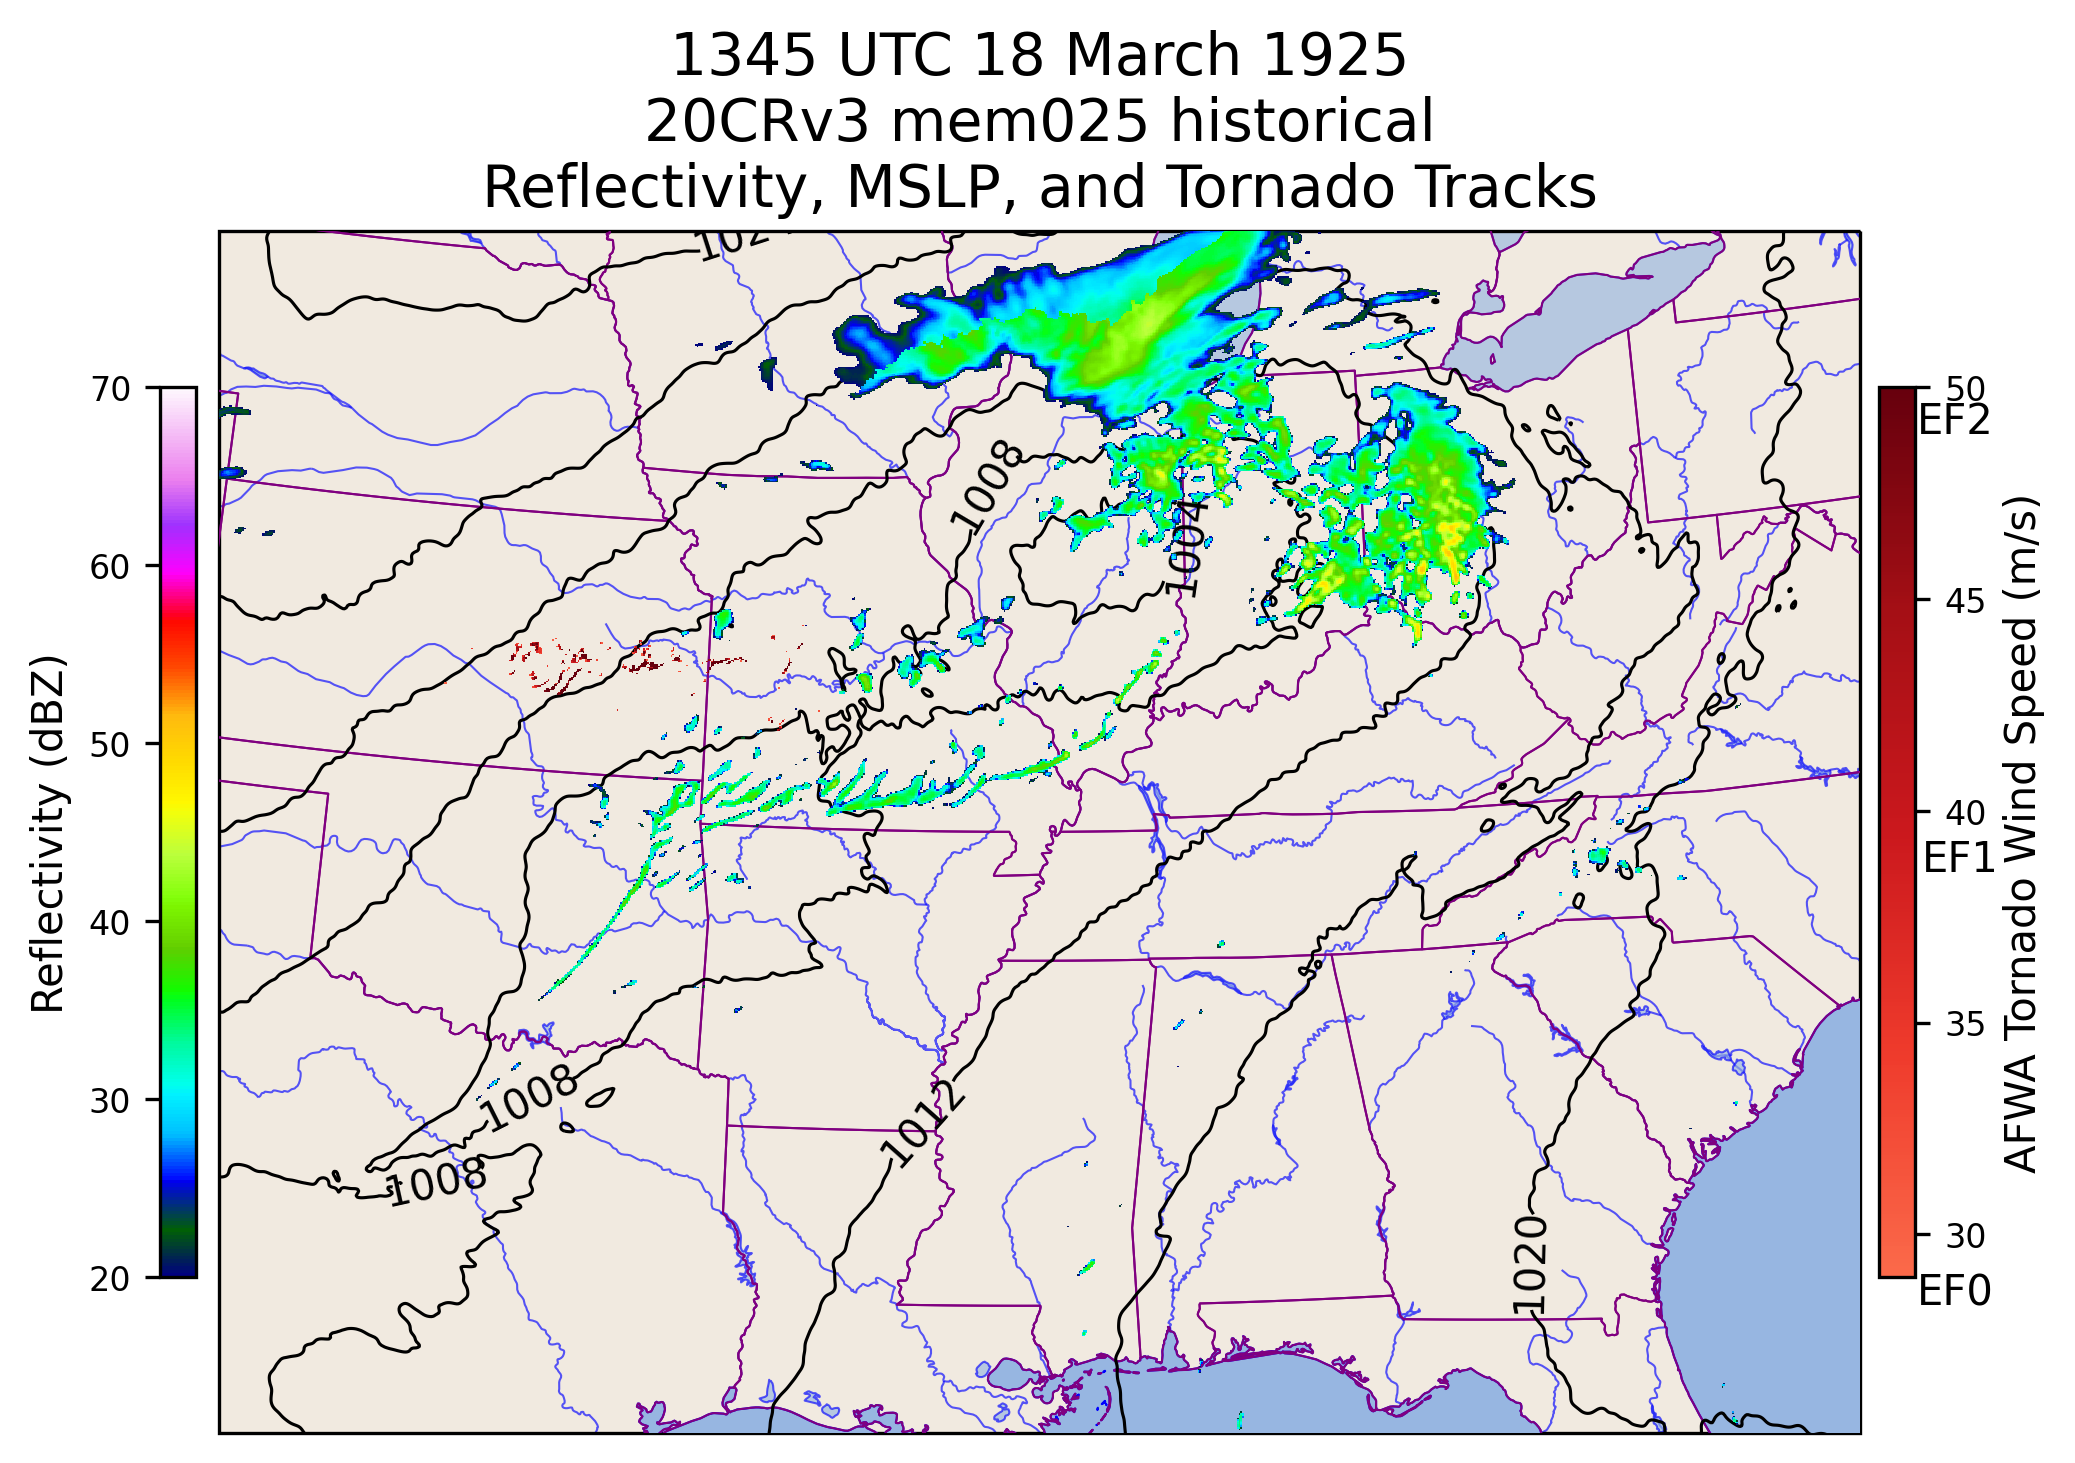 1345 UTC 18 March 1925
20CRv3 mem025 historical
Reflectivity, MSLP, and Tornado Tracks
Reflectivity (dBZ)
70
60
50
40
30
20
1008
1004
1008
1008
1012
1020
50
EF2
45
40
EF1
35
30
EF0
AFWA Tornado Wind Speed (m/s)